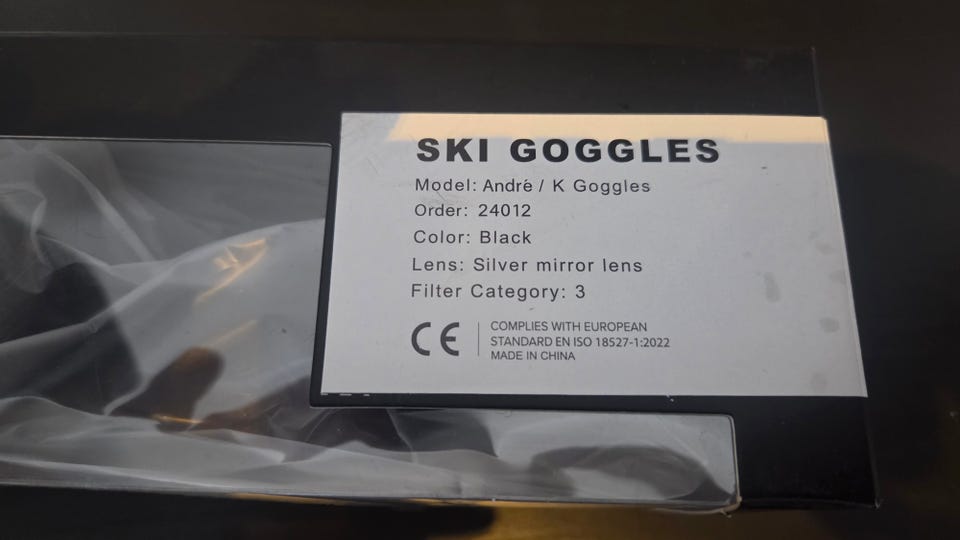 SKI GOGGLES
Model: André / K Goggles
Order: 24012
Color: Black
Lens: Silver mirror lens
Filter Category: 3
CE
COMPLIES WITH EUROPEAN
STANDARD EN ISO 18527-1:2022
MADE IN CHINA